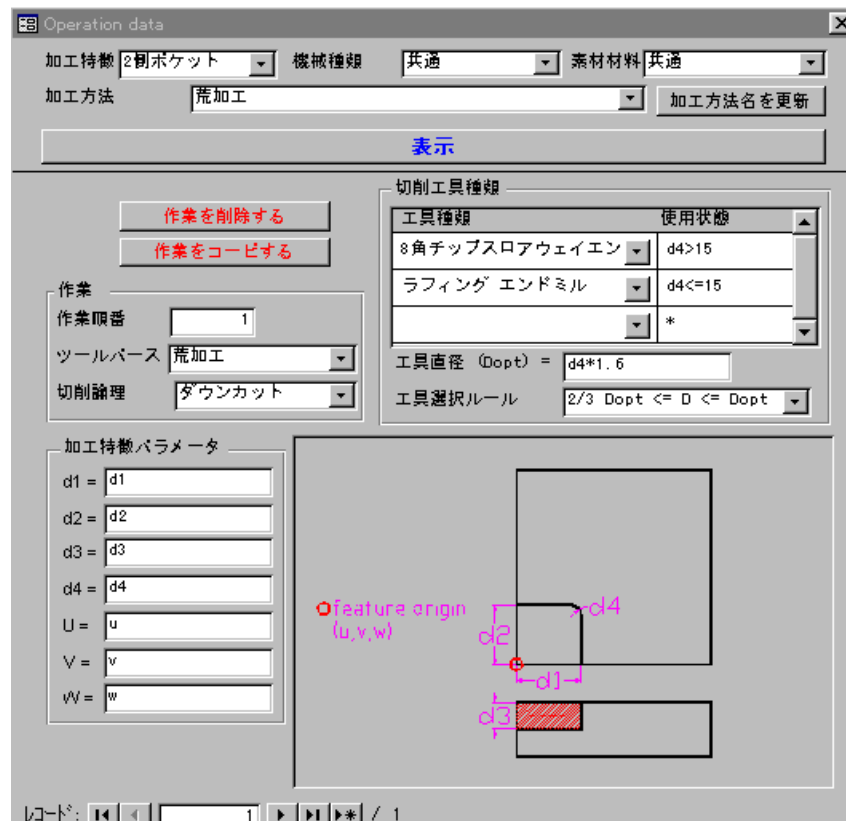 Operation data
加工特徴 2側ポケット 機械種類 共通 素材材料 共通
加工方法 荒加工 加工方法名を更新
表示
作業を削除する
作業をコーピする
切削工具種類
工具種類 使用状態
8角チップスロアウェイエン d4>15
ラフィング エンドミル d4<=15
*
工具直径 (Dopt) = d4*1.6
工具選択ルール 2/3 Dopt <= D <= Dopt
作業
作業順番 1
ツールパース 荒加工
切削論理 ダウンカット
加工特徴パラメータ
d1 = d1
d2 = d2
d3 = d3
d4 = d4
U = u
V = v
W = w
feature origin
(u,v,w)
d4
d2
d1
d3
レコード: 1 / 1